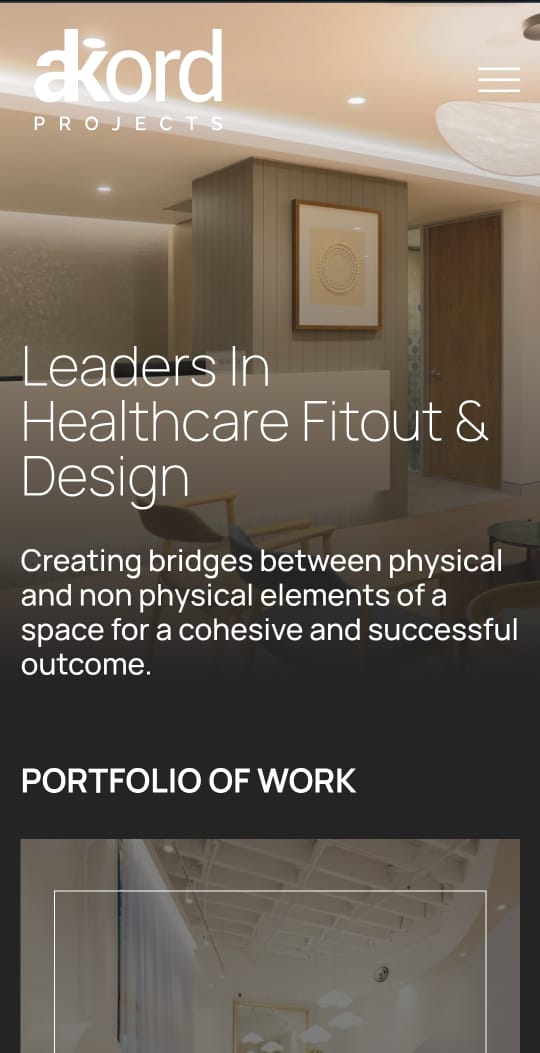 akord
PROJECTS
Leaders In
Healthcare Fitout &
Design
Creating bridges between physical
and non physical elements of a
space for a cohesive and successful
outcome.
PORTFOLIO OF WORK